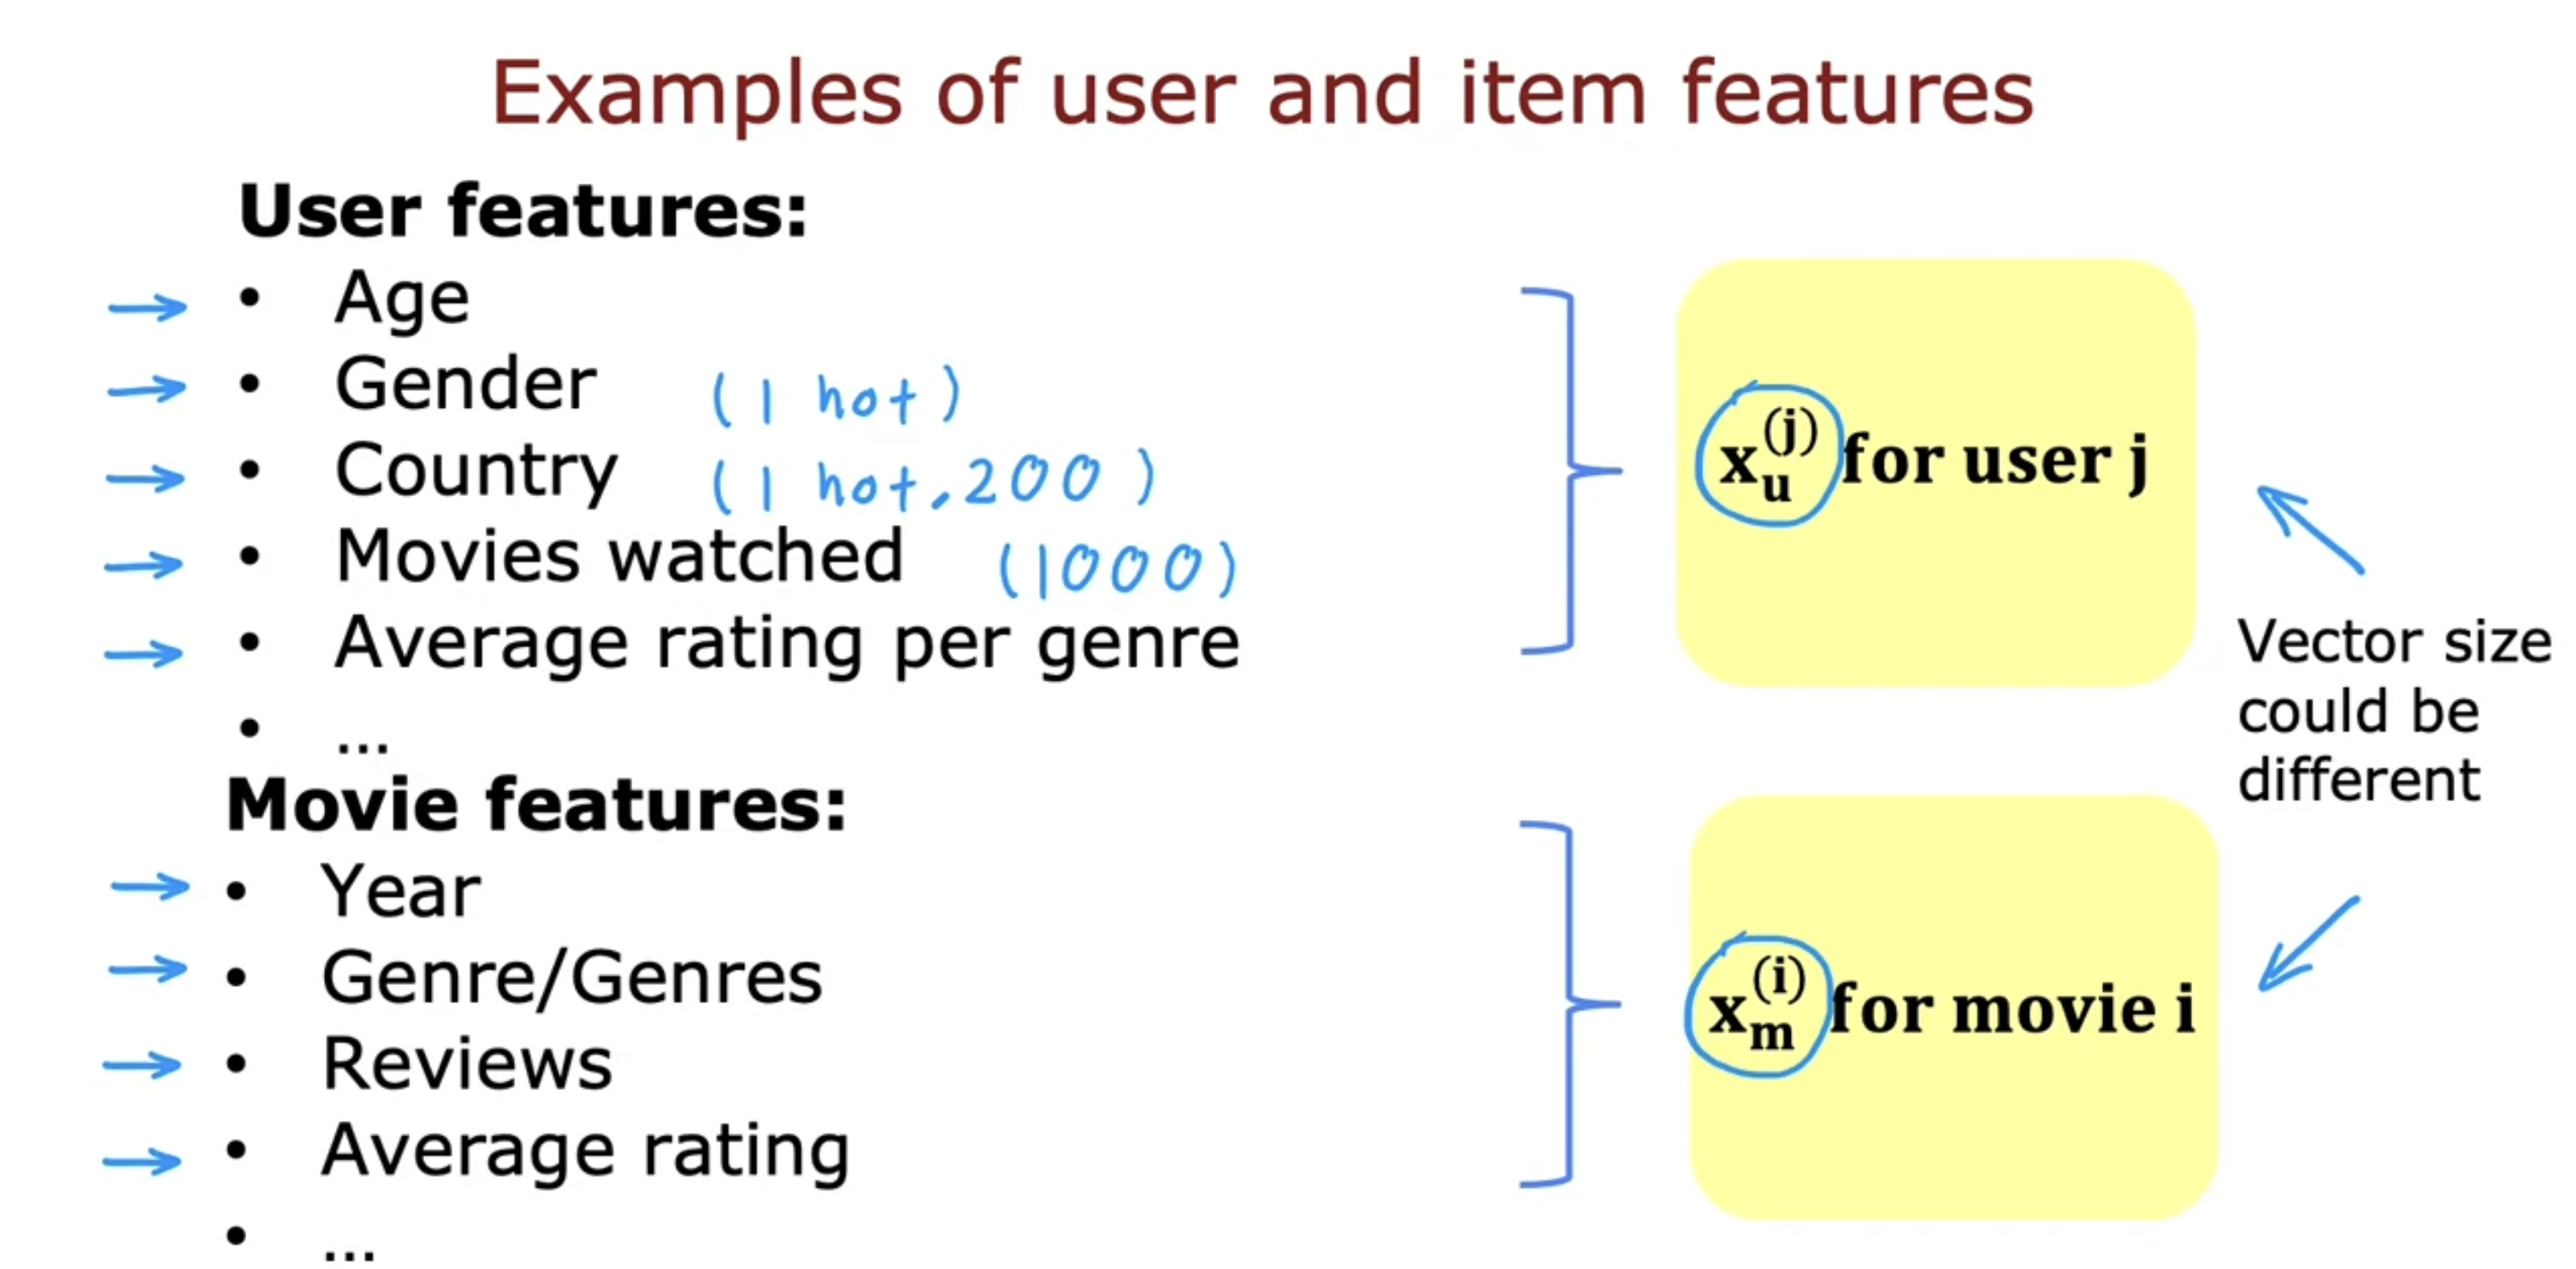 Examples of user and item features
User features:
• Age
• Gender (1 hot)
• Country (1 hot, 200)
• Movies watched (1000)
• Average rating per genre
• ...
x_u^(j) for user j
Vector size
could be
different
Movie features:
• Year
• Genre/Genres
• Reviews
• Average rating
• ...
x_m^(i) for movie i